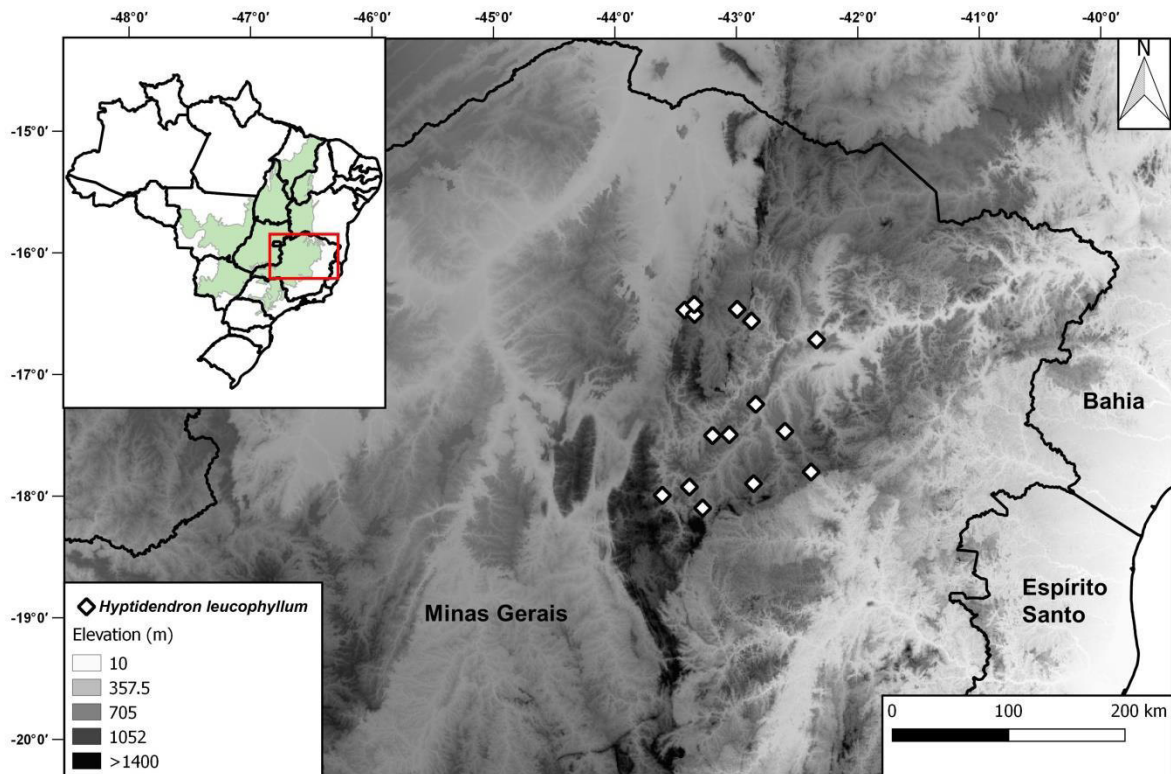 -48°0′ -47°0′ -46°0′ -45°0′ -44°0′ -43°0′ -42°0′ -41°0′ -40°0′
N
-15°0′
-16°0′
-17°0′
-18°0′
-19°0′
-20°0′
Bahia
Espírito
Santo
Minas Gerais
Hyptidendron leucophyllum
Elevation (m)
10
357.5
705
1052
>1400
0 100 200 km